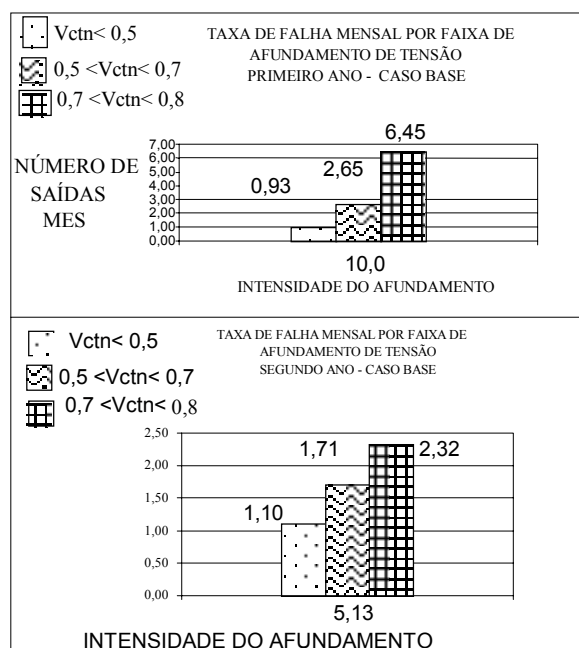 Vctn< 0,5
0,5 <Vctn< 0,7
0,7 <Vctn< 0,8
TAXA DE FALHA MENSAL POR FAIXA DE
AFUNDAMENTO DE TENSÃO
PRIMEIRO ANO - CASO BASE
NÚMERO DE
SAÍDAS
MES
7,00
6,00
5,00
4,00
3,00
2,00
1,00
0,00
0,93
2,65
6,45
10,0
INTENSIDADE DO AFUNDAMENTO
Vctn< 0,5
0,5 <Vctn< 0,7
0,7 <Vctn< 0,8
TAXA DE FALHA MENSAL POR FAIXA DE
AFUNDAMENTO DE TENSÃO
SEGUNDO ANO - CASO BASE
2,50
2,00
1,50
1,00
0,50
0,00
1,10
1,71
2,32
5,13
INTENSIDADE DO AFUNDAMENTO